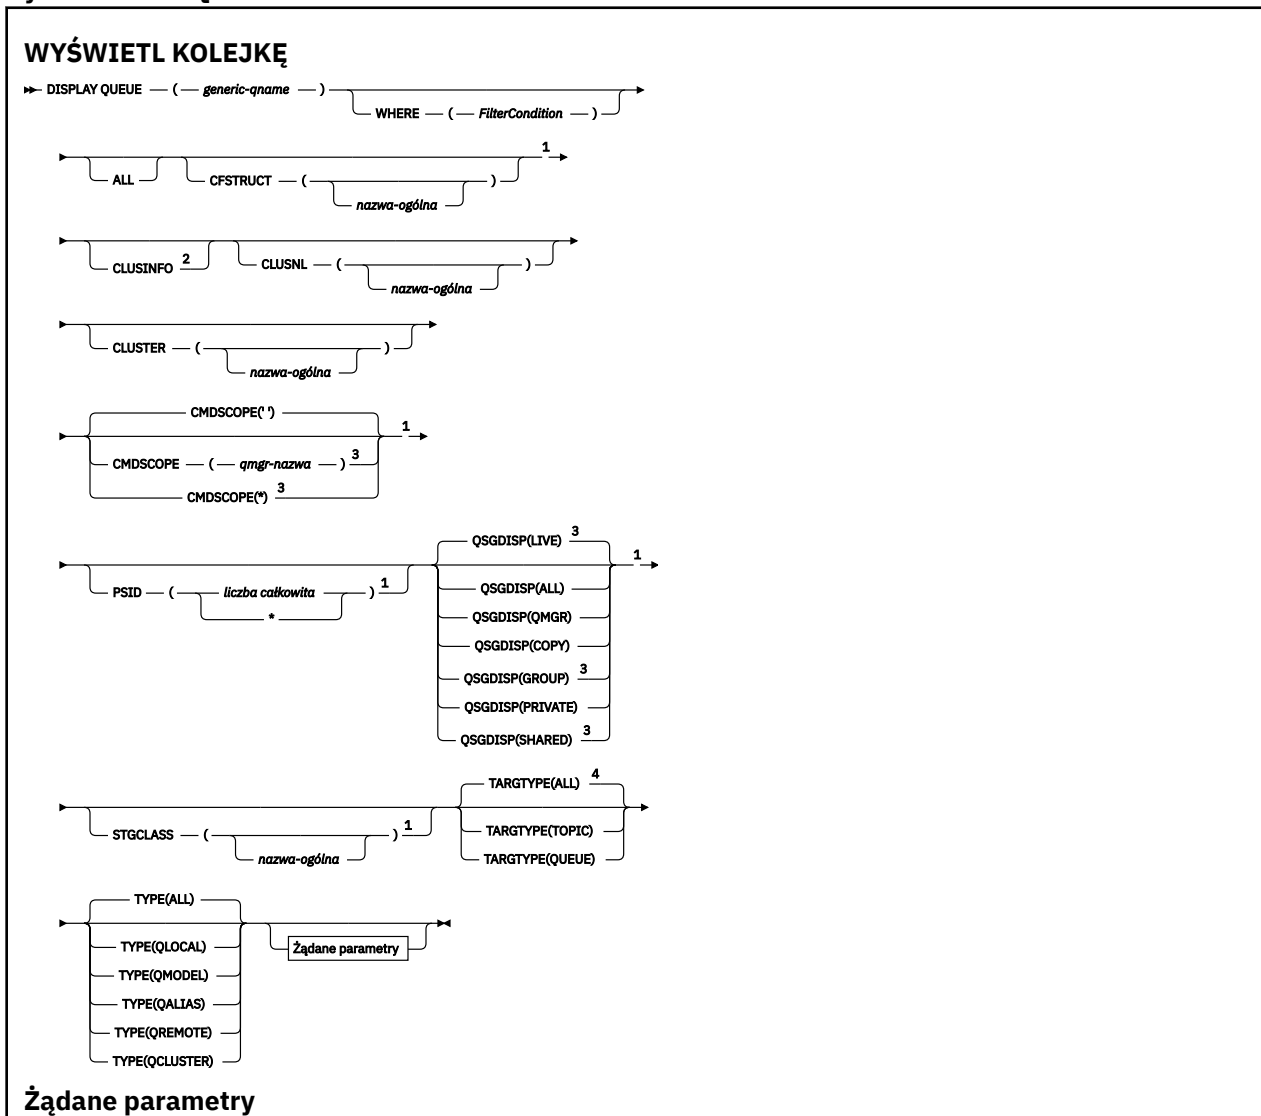 WYŚWIETL KOLEJKĘ
DISPLAY QUEUE ( generic-qname )
WHERE ( FilterCondition )
1
ALL CFSTRUCT ( )
nazwa-ogólna
CLUSINFO 2 CLUSNL ( )
nazwa-ogólna
CLUSTER ( )
nazwa-ogólna
CMDSCOPE(' ')
1
CMDSCOPE ( qmgr-nazwa ) 3
CMDSCOPE(*) 3
QSGDISP(LIVE) 3
1
PSID ( liczba całkowita ) 1
*
QSGDISP(ALL)
QSGDISP(QMGR)
QSGDISP(COPY)
QSGDISP(GROUP) 3
QSGDISP(PRIVATE)
QSGDISP(SHARED) 3
TARGTYPE(ALL) 4
STGCLASS ( ) 1
nazwa-ogólna
TARGTYPE(TOPIC)
TARGTYPE(QUEUE)
TYPE(ALL)
TYPE(QLOCAL) Żądane parametry
TYPE(QMODEL)
TYPE(QALIAS)
TYPE(QREMOTE)
TYPE(QCLUSTER)
Żądane parametry